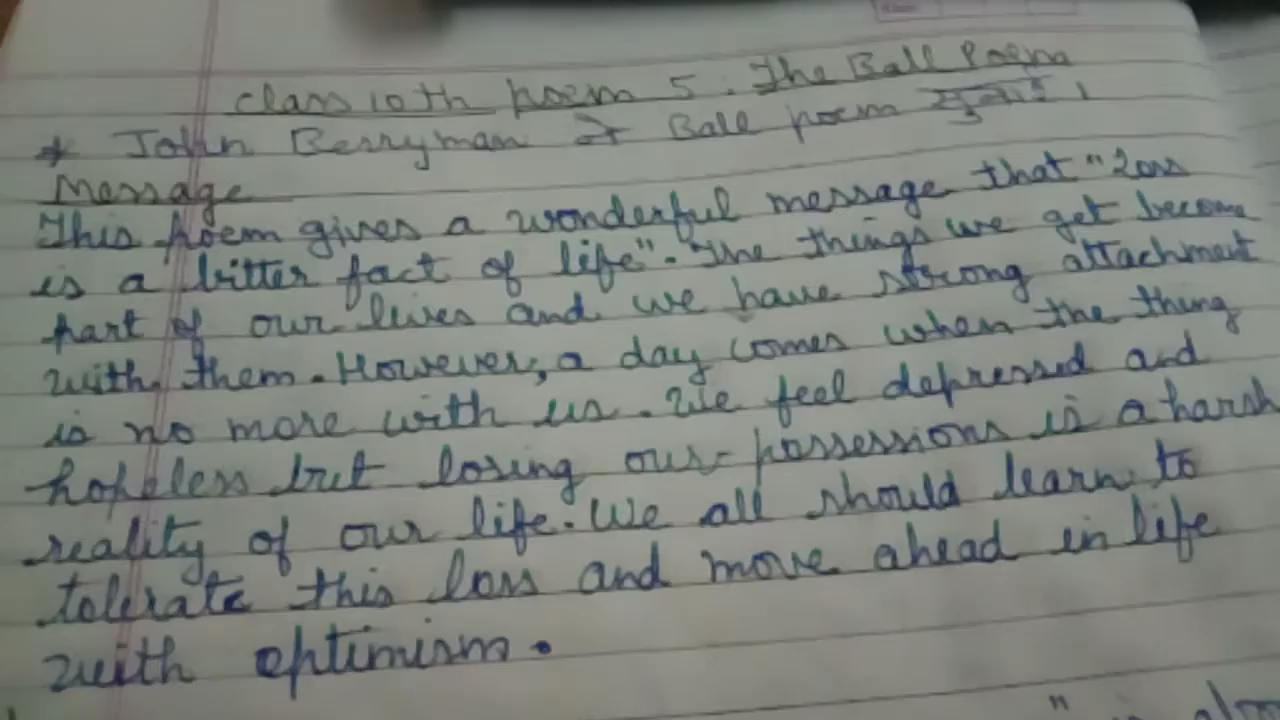 class 10th poem 5. The Ball Poem
* John Berryman ने Ball poem सुनाई।
Message
This poem gives a wonderful message that "Loss
is a bitter fact of life". The things we get become
part of our lives and we have strong attachment
with them. However, a day comes when the thing
is no more with us. We feel depressed and
hopeless but losing our possessions is a harsh
reality of our life. We all should learn to
tolerate this loss and move ahead in life
with optimism.